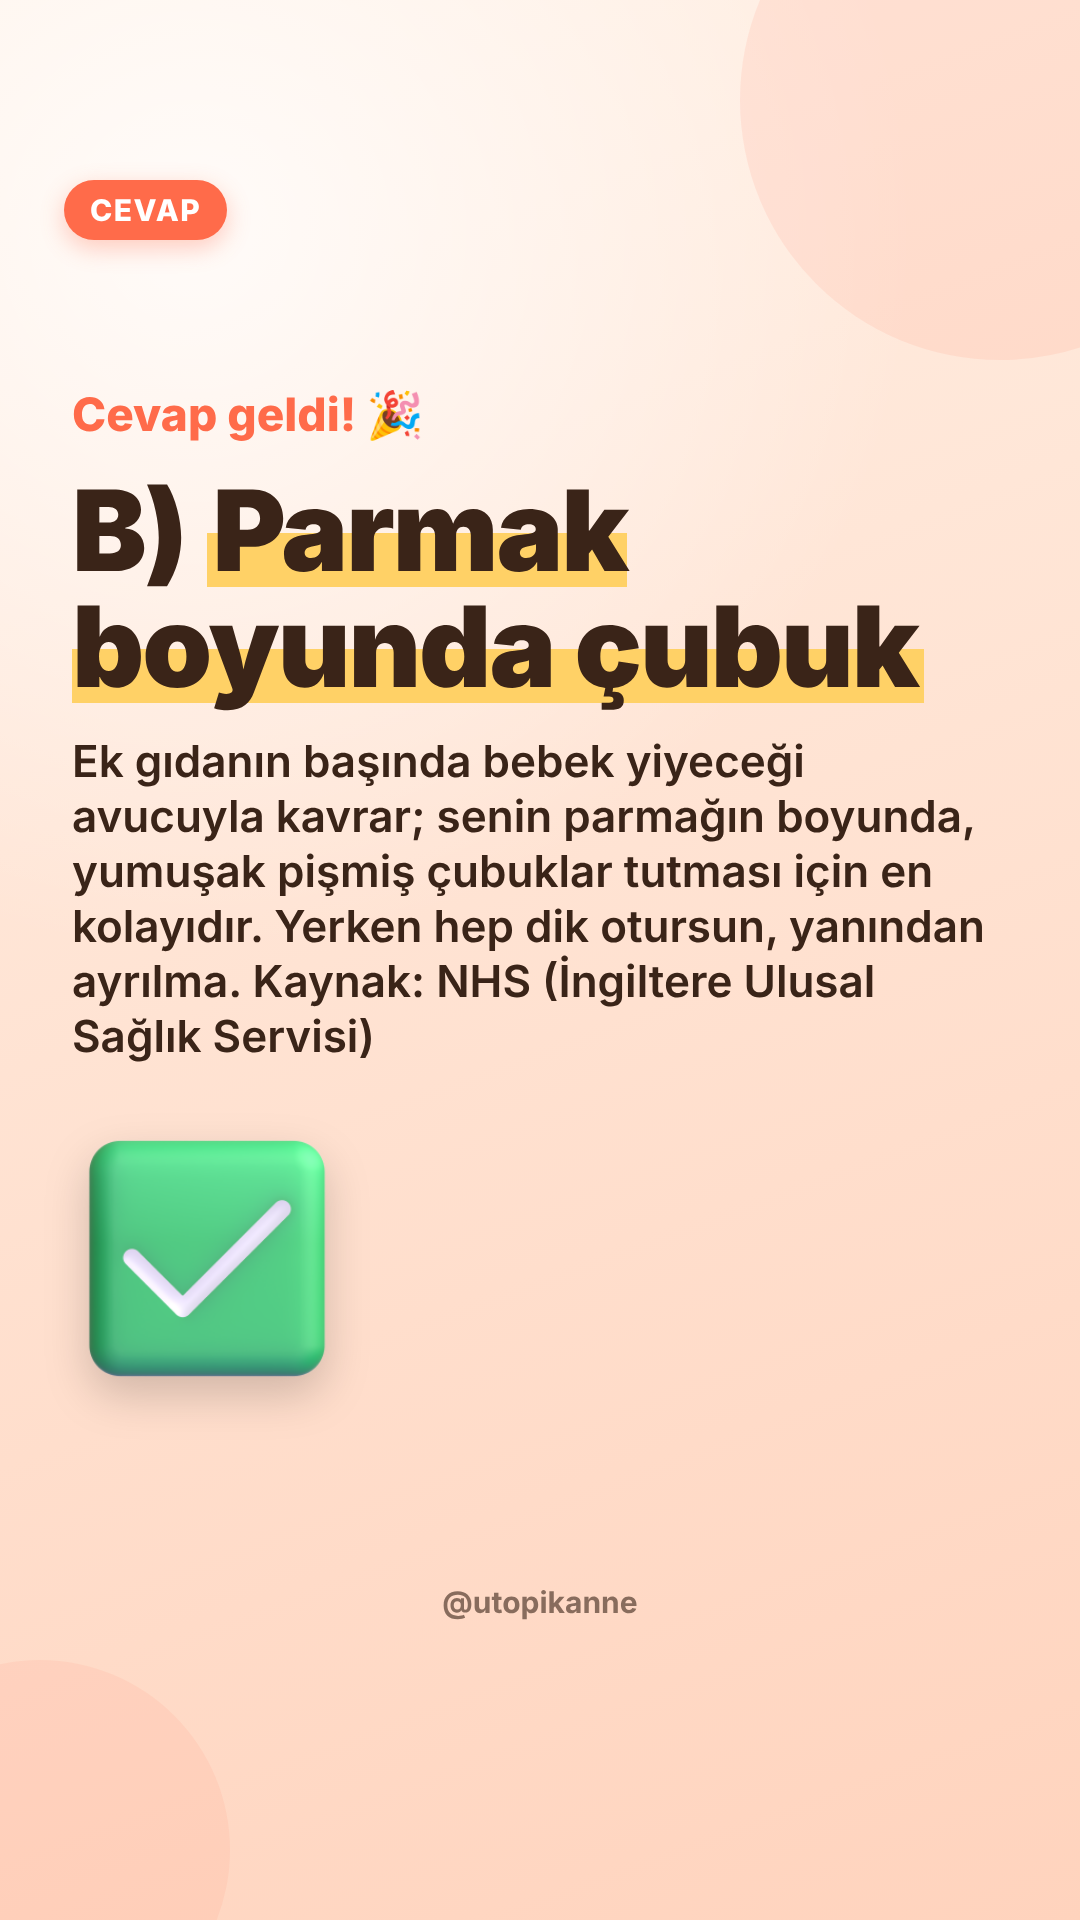 CEVAP
Cevap geldi! 🎉
B) Parmak
boyunda çubuk
Ek gıdanın başında bebek yiyeceği
avucuyla kavrar; senin parmağın boyunda,
yumuşak pişmiş çubuklar tutması için en
kolayıdır. Yerken hep dik otursun, yanından
ayrılma. Kaynak: NHS (İngiltere Ulusal
Sağlık Servisi)
@utopikanne